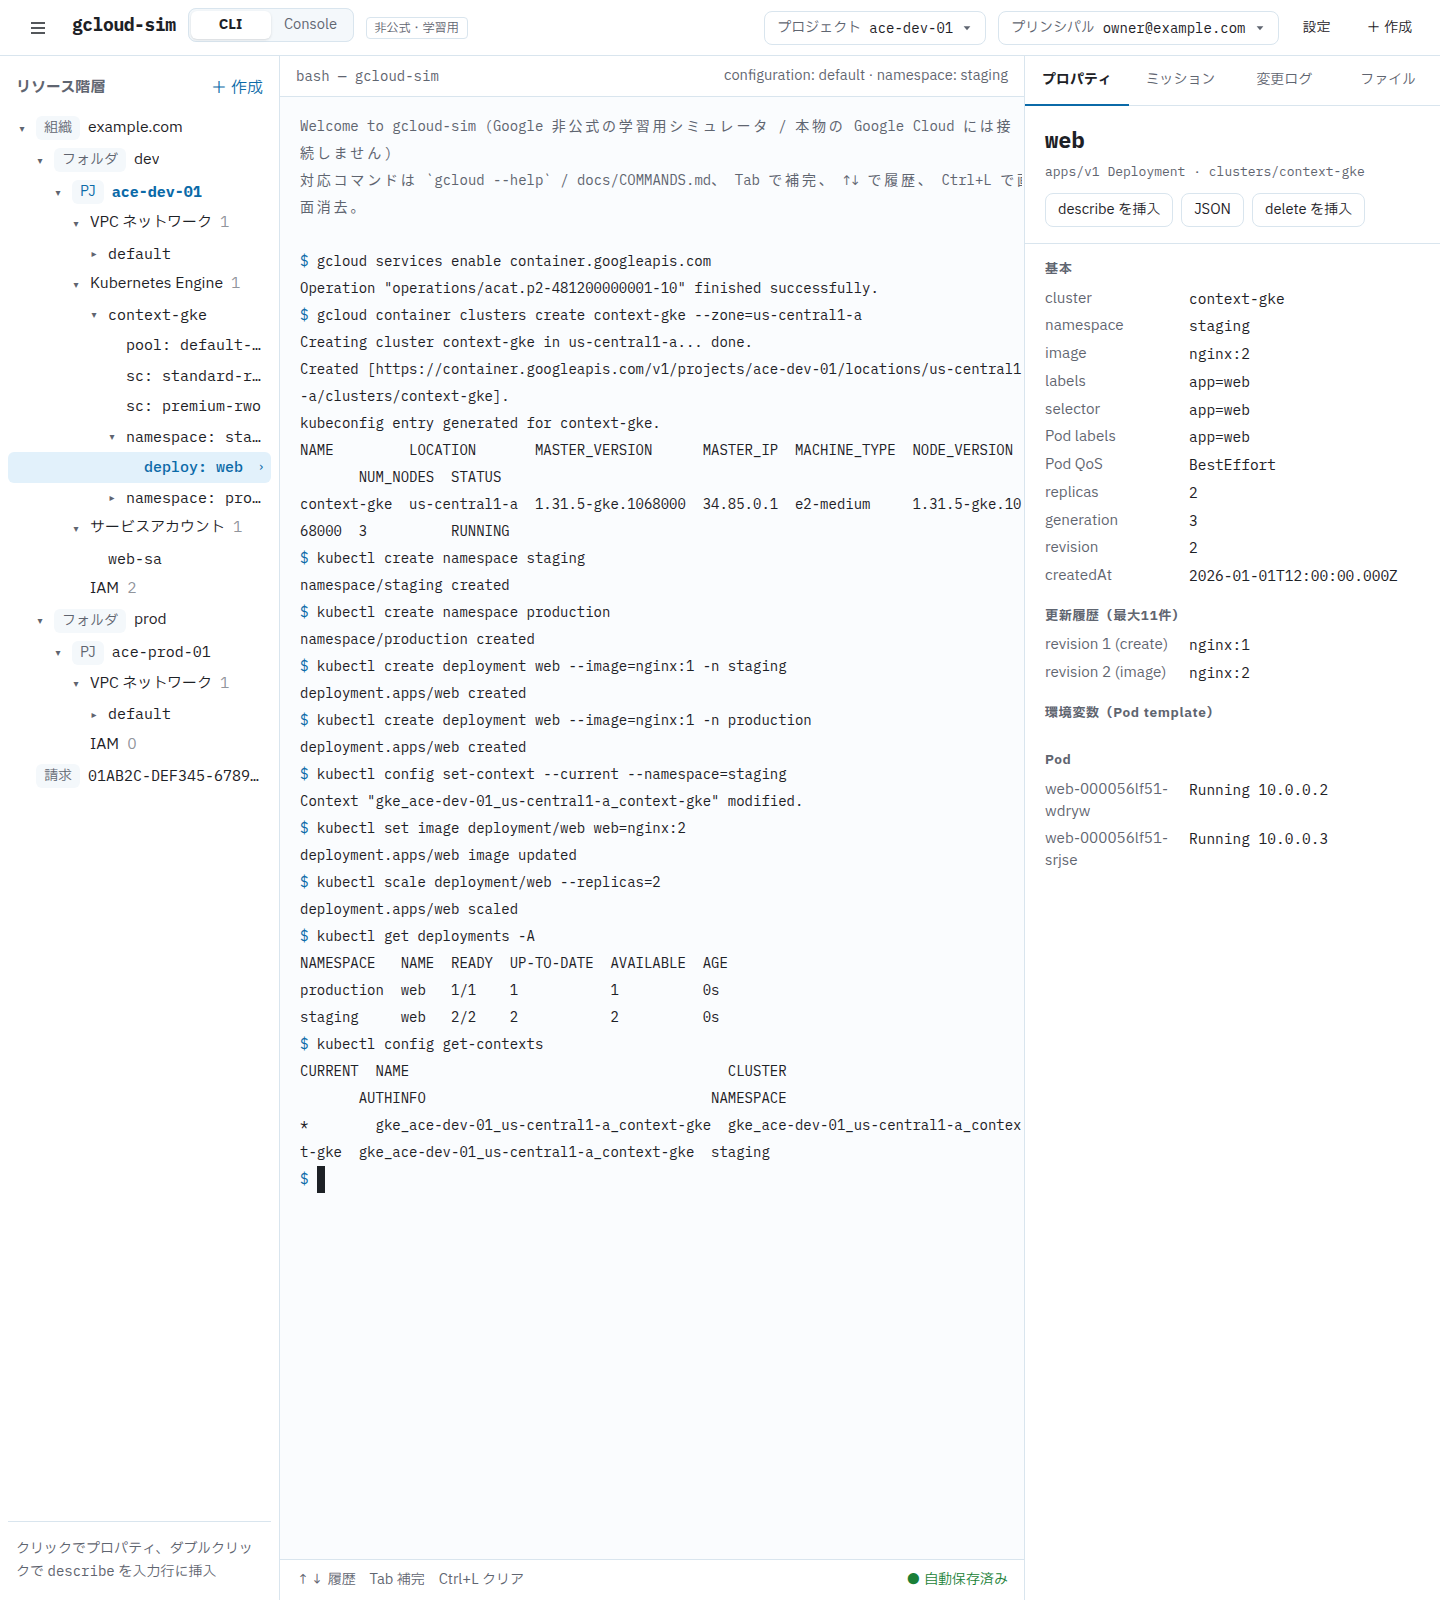 gcloud-sim
CLI
Console
非公式・学習用
プロジェクト ace-dev-01
プリンシパル owner@example.com
設定
＋ 作成
リソース階層
＋ 作成
組織 example.com
フォルダ dev
PJ ace-dev-01
VPC ネットワーク 1
default
Kubernetes Engine 1
context-gke
pool: default-…
sc: standard-r…
sc: premium-rwo
namespace: sta…
deploy: web ›
namespace: pro…
サービスアカウント 1
web-sa
IAM 2
フォルダ prod
PJ ace-prod-01
VPC ネットワーク 1
default
IAM 0
請求 01AB2C-DEF345-6789…
クリックでプロパティ、ダブルクリッ
クで describe を入力行に挿入
bash — gcloud-sim
configuration: default · namespace: staging
Welcome to gcloud-sim (Google 非公式の学習用シミュレータ / 本物の Google Cloud には接
続しません)
対応コマンドは `gcloud --help` / docs/COMMANDS.md、 Tab で補完、 ↑↓ で履歴、 Ctrl+L で画
面消去。
$ gcloud services enable container.googleapis.com
Operation "operations/acat.p2-481200000001-10" finished successfully.
$ gcloud container clusters create context-gke --zone=us-central1-a
Creating cluster context-gke in us-central1-a... done.
Created [https://container.googleapis.com/v1/projects/ace-dev-01/locations/us-central1
-a/clusters/context-gke].
kubeconfig entry generated for context-gke.
NAME         LOCATION       MASTER_VERSION      MASTER_IP  MACHINE_TYPE  NODE_VERSION
       NUM_NODES  STATUS
context-gke  us-central1-a  1.31.5-gke.1068000  34.85.0.1  e2-medium     1.31.5-gke.10
68000  3          RUNNING
$ kubectl create namespace staging
namespace/staging created
$ kubectl create namespace production
namespace/production created
$ kubectl create deployment web --image=nginx:1 -n staging
deployment.apps/web created
$ kubectl create deployment web --image=nginx:1 -n production
deployment.apps/web created
$ kubectl config set-context --current --namespace=staging
Context "gke_ace-dev-01_us-central1-a_context-gke" modified.
$ kubectl set image deployment/web web=nginx:2
deployment.apps/web image updated
$ kubectl scale deployment/web --replicas=2
deployment.apps/web scaled
$ kubectl get deployments -A
NAMESPACE   NAME  READY  UP-TO-DATE  AVAILABLE  AGE
production  web   1/1    1           1          0s
staging     web   2/2    2           2          0s
$ kubectl config get-contexts
CURRENT  NAME                                      CLUSTER
       AUTHINFO                                  NAMESPACE
*        gke_ace-dev-01_us-central1-a_context-gke  gke_ace-dev-01_us-central1-a_contex
t-gke  gke_ace-dev-01_us-central1-a_context-gke  staging
$
↑↓ 履歴 Tab 補完 Ctrl+L クリア
● 自動保存済み
プロパティ
ミッション
変更ログ
ファイル
web
apps/v1 Deployment · clusters/context-gke
describe を挿入
JSON
delete を挿入
基本
cluster context-gke
namespace staging
image nginx:2
labels app=web
selector app=web
Pod labels app=web
Pod QoS BestEffort
replicas 2
generation 3
revision 2
createdAt 2026-01-01T12:00:00.000Z
更新履歴（最大11件）
revision 1 (create) nginx:1
revision 2 (image) nginx:2
環境変数（Pod template）
Pod
web-000056lf51- Running 10.0.0.2
wdryw
web-000056lf51- Running 10.0.0.3
srjse